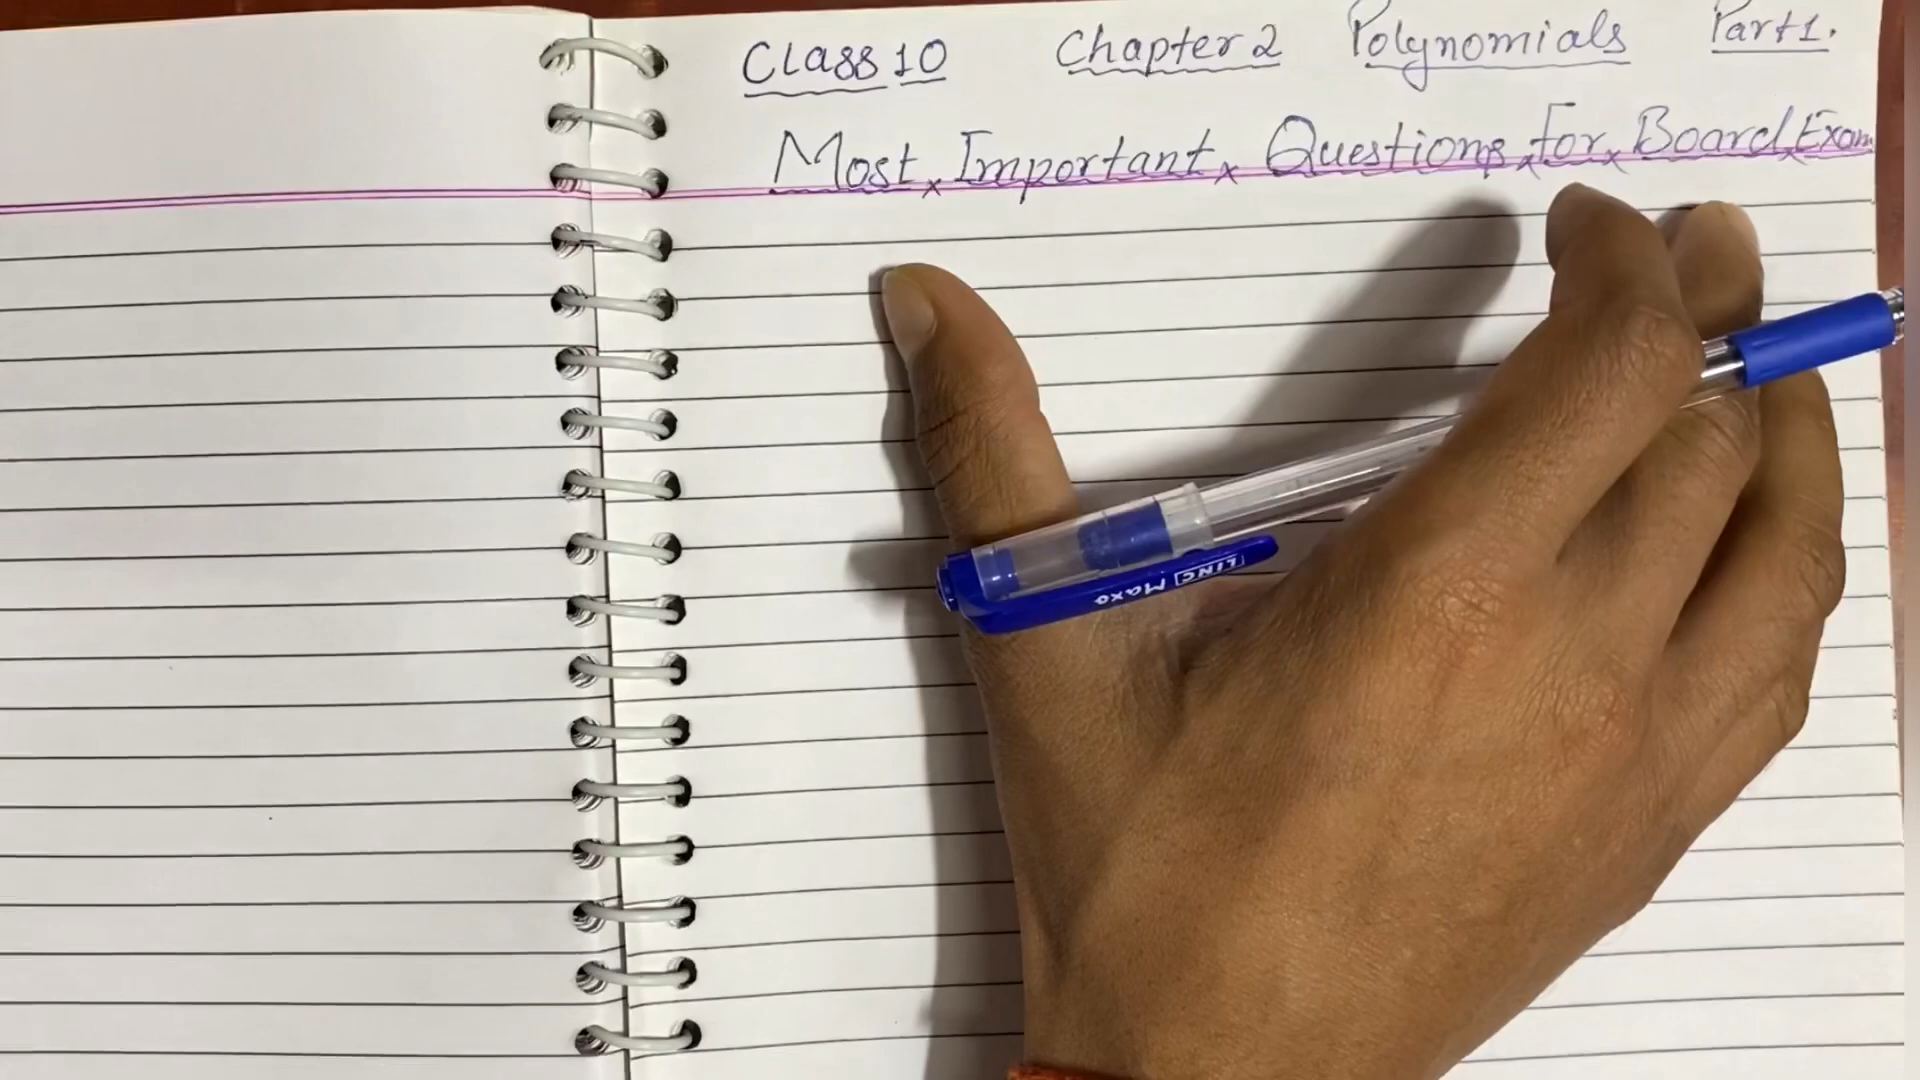 Class 10 Chapter 2 Polynomials Part 1.
Most Important Questions for Board Exam
LINC Maxo